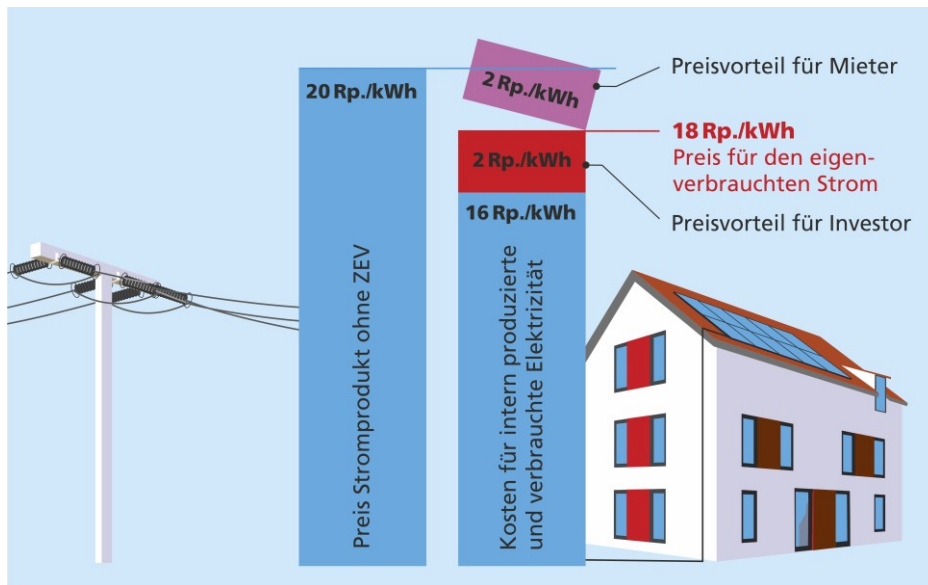 20 Rp./kWh
Preis Stromprodukt ohne ZEV
2 Rp./kWh
2 Rp./kWh
16 Rp./kWh
Kosten für intern produzierte
und verbrauchte Elektrizität
Preisvorteil für Mieter
18 Rp./kWh
Preis für den eigen-
verbrauchten Strom
Preisvorteil für Investor